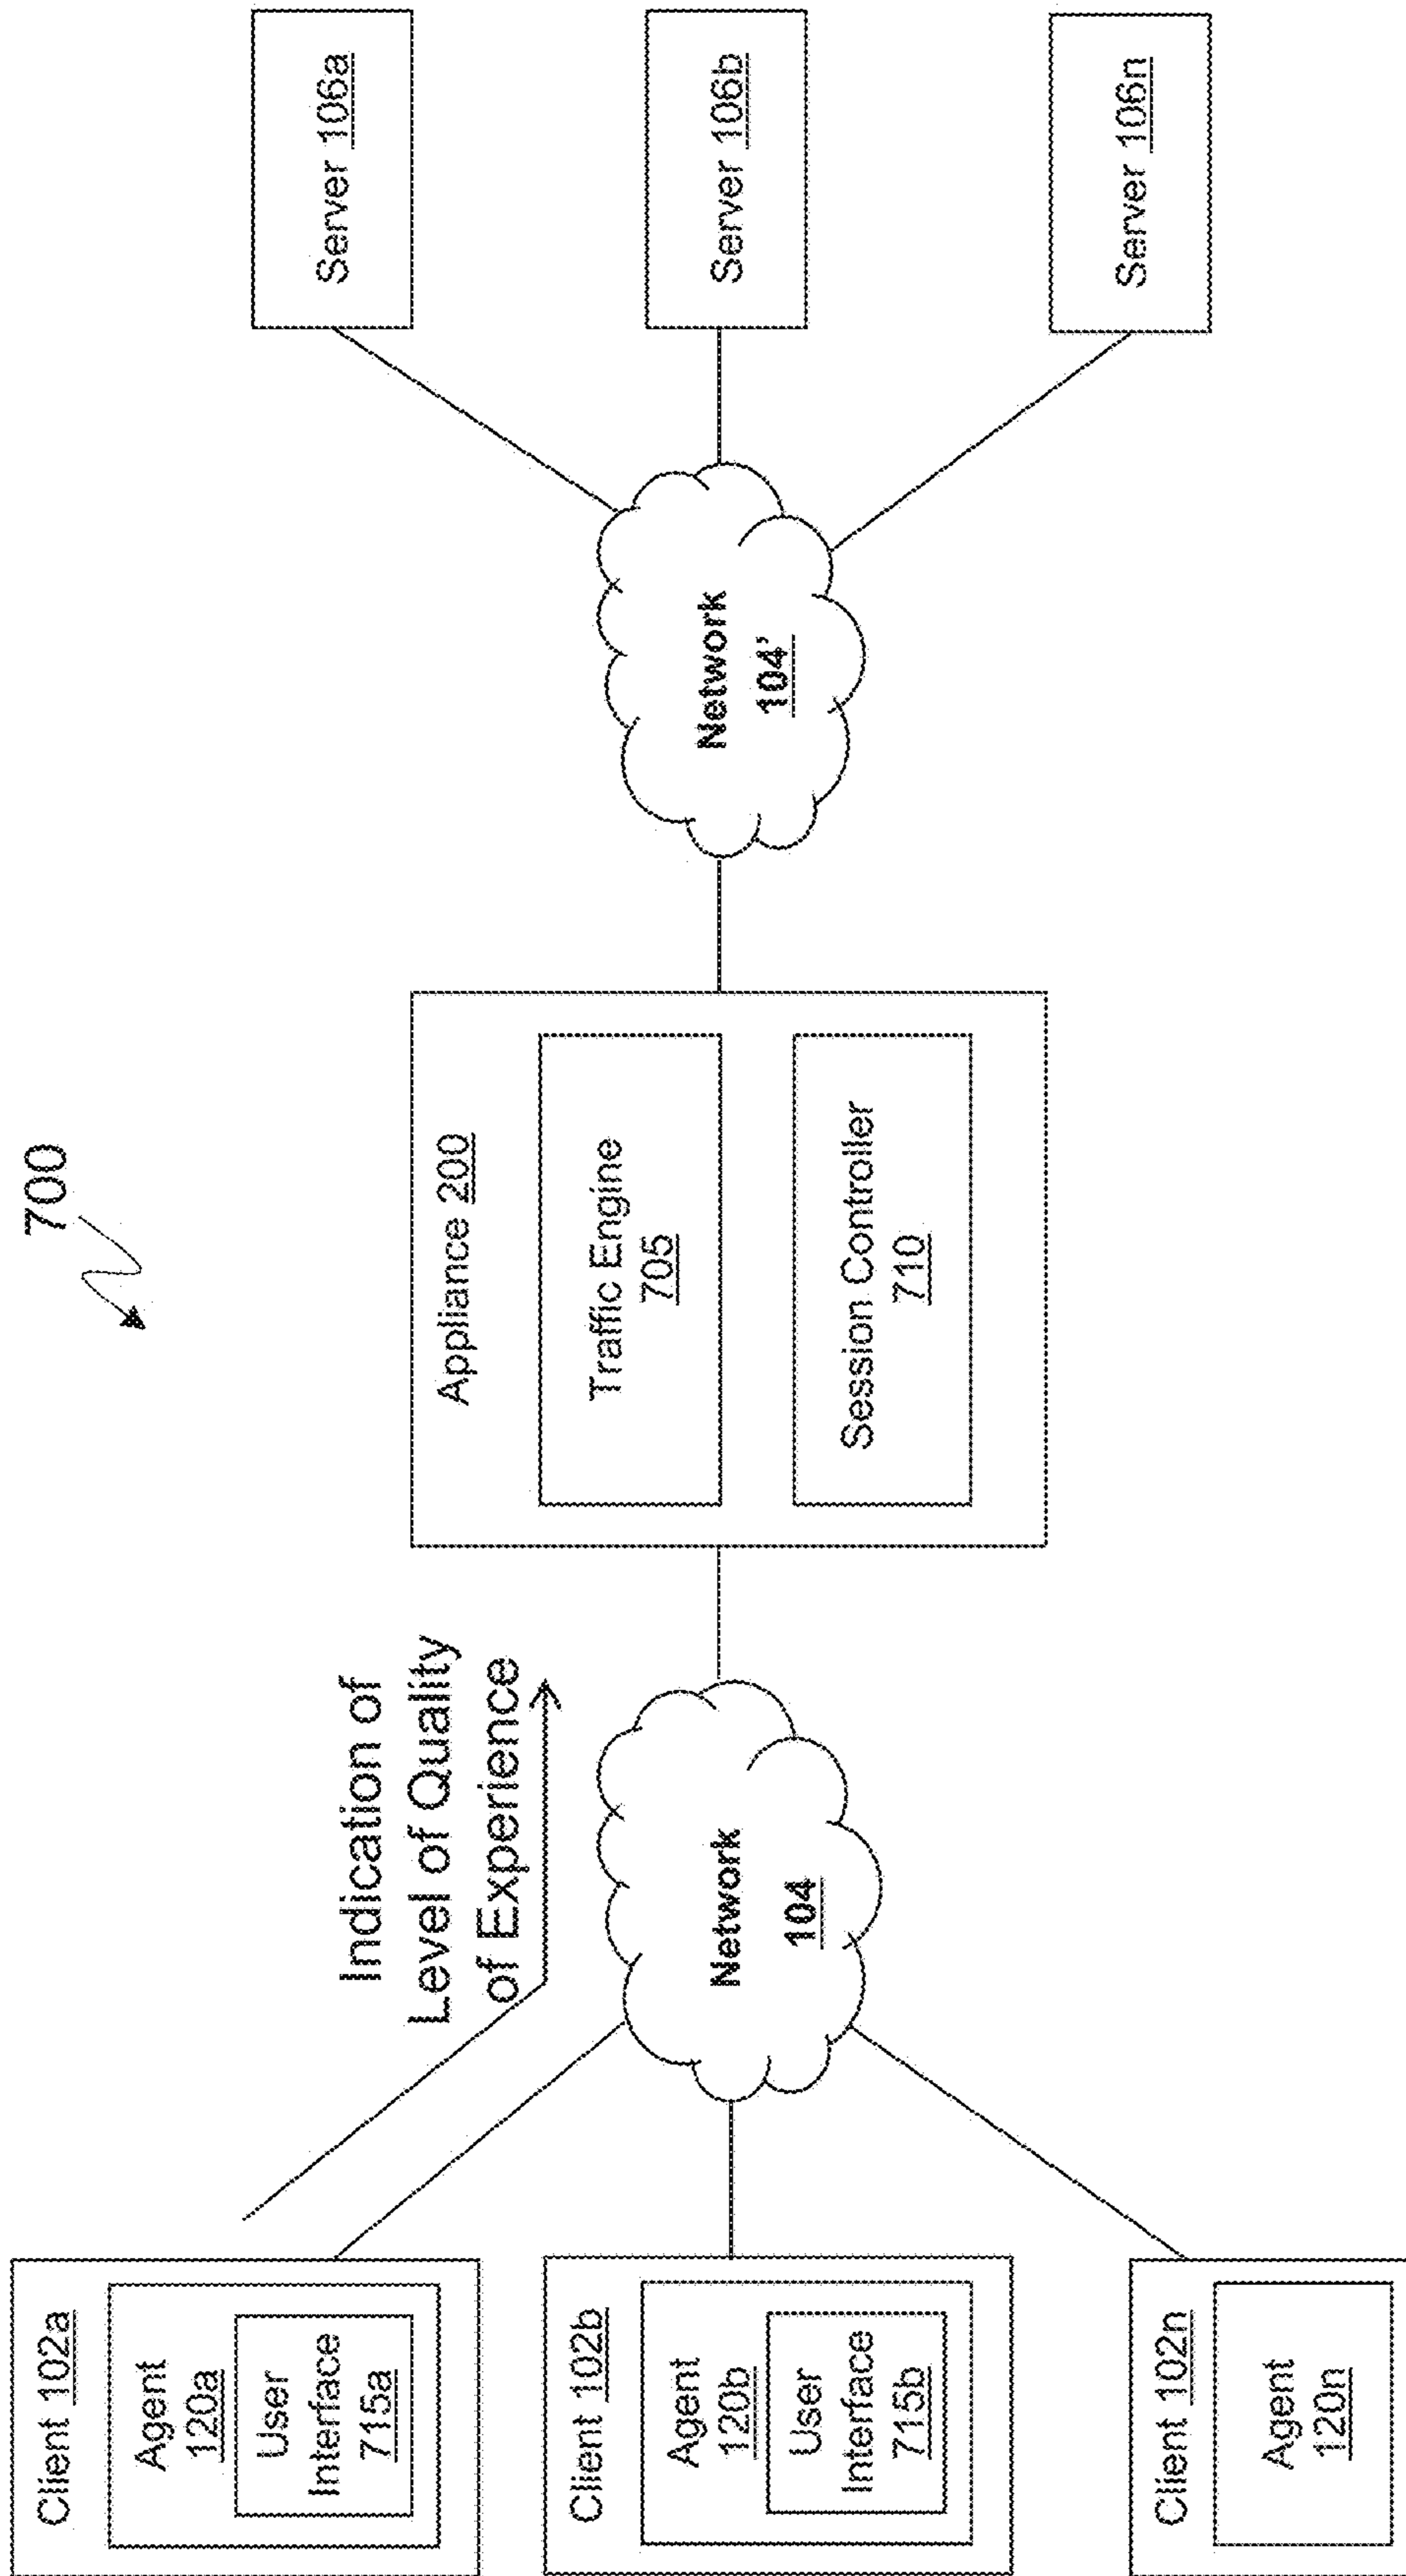 700
Client 102a
Agent
120a
User
Interface
715a
Client 102b
Agent
120b
User
Interface
715b
Client 102n
Agent
120n
Indication of
Level of Quality
of Experience
Network
104
Appliance 200
Traffic Engine
705
Session Controller
710
Network
104'
Server 106a
Server 106b
Server 106n